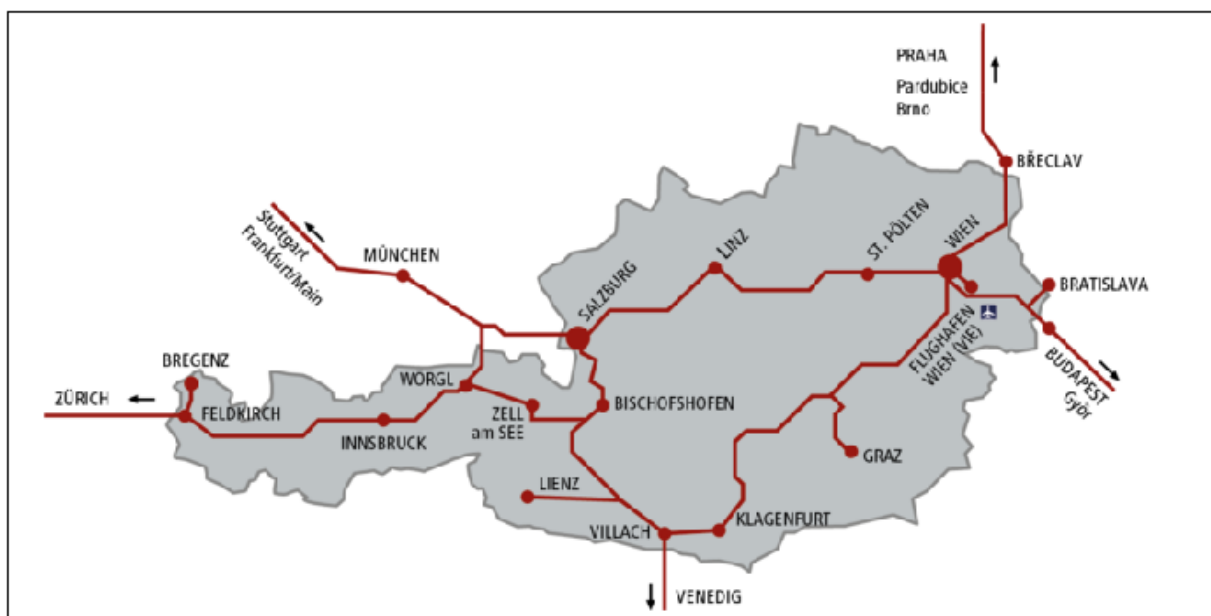 PRAHA
Pardubice
Brno
BŘECLAV
Stuttgart
Frankfurt/Main
MÜNCHEN
SALZBURG
LINZ
ST. PÖLTEN
WIEN
BRATISLAVA
FLUGHAFEN
WIEN (VIE)
BUDAPEST
Györ
BREGENZ
ZÜRICH
FELDKIRCH
WÖRGL
INNSBRUCK
ZELL
am SEE
BISCHOFSHOFEN
LIENZ
GRAZ
VILLACH
KLAGENFURT
VENEDIG